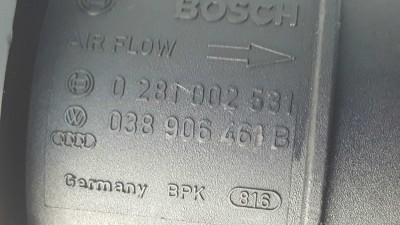 BOSCH
AIR FLOW
0 281 002 531
038 906 461 B
Germany BPK 816